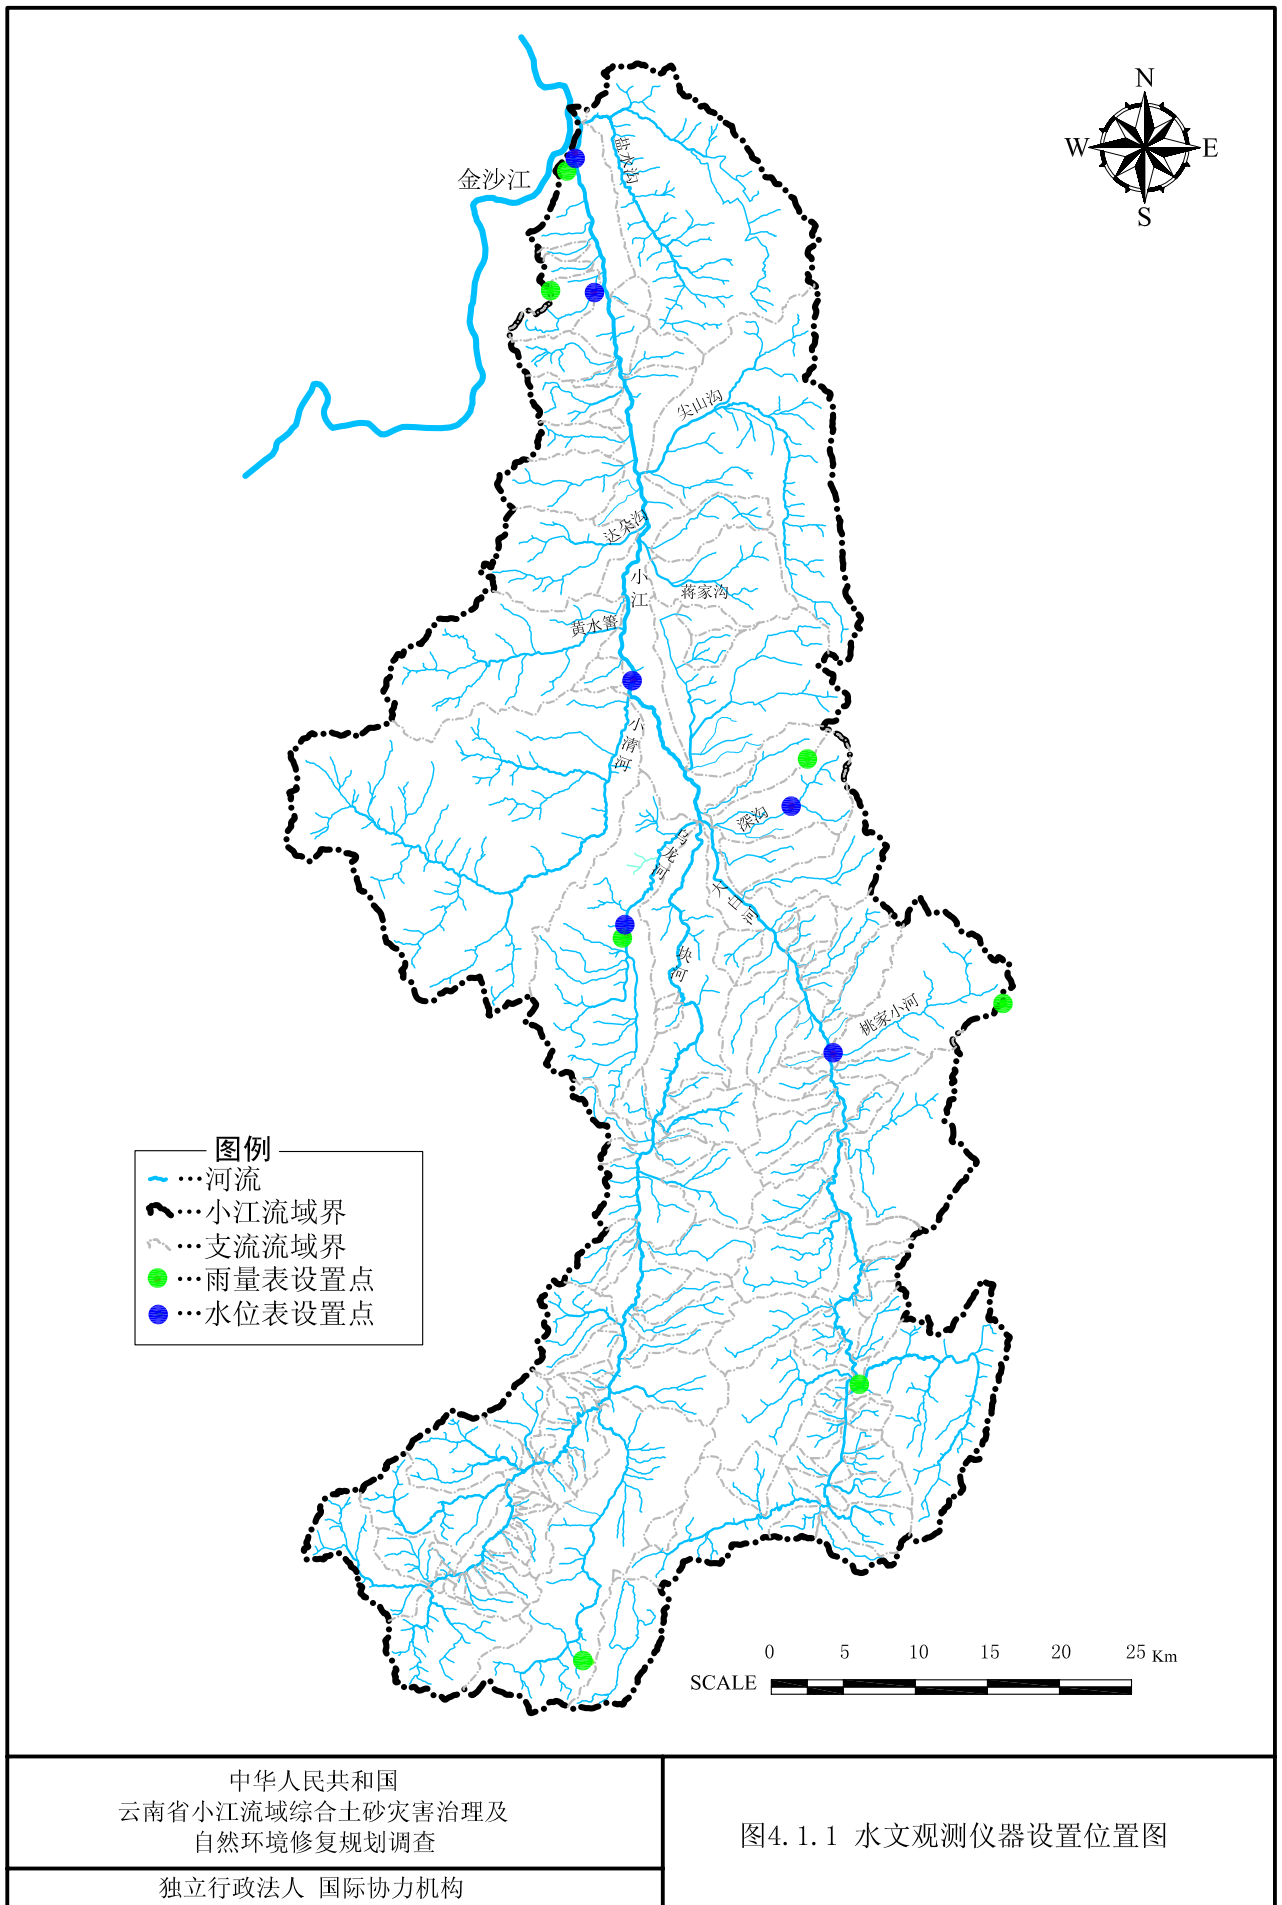 N
W
E
S
盐水沟
金沙江
尖山沟
达朵沟
小江
蒋家沟
黄水箐
小清河
深沟
乌龙河
大白河
块河
桃家小河
图例
…河流
…小江流域界
…支流流域界
…雨量表设置点
…水位表设置点
0 5 10 15 20 25 Km
SCALE
中华人民共和国
云南省小江流域综合土砂灾害治理及
自然环境修复规划调查
独立行政法人 国际协力机构
图4.1.1 水文观测仪器设置位置图